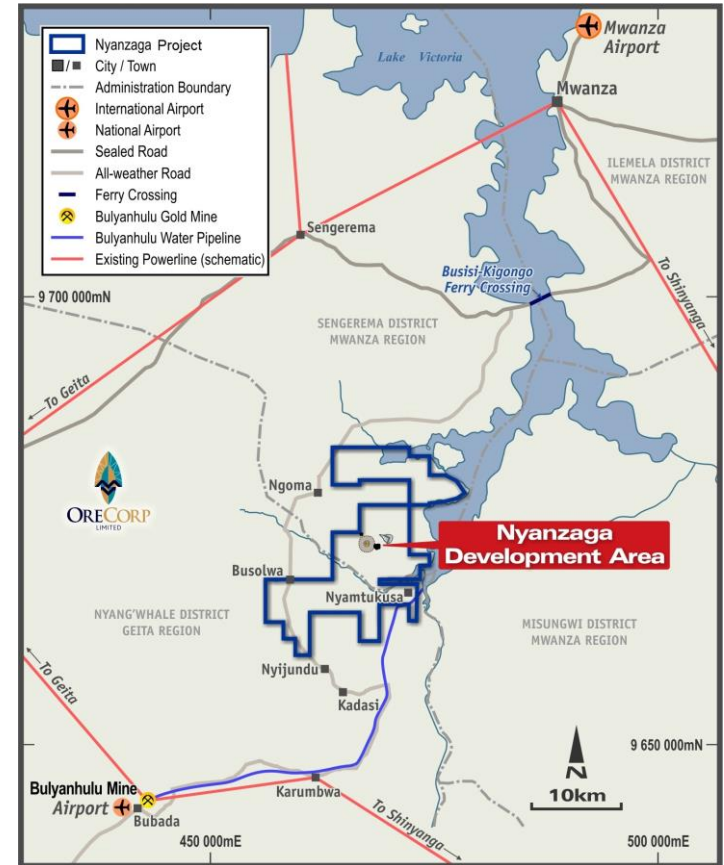 Nyanzaga Project
City / Town
Administration Boundary
International Airport
National Airport
Sealed Road
All-weather Road
Ferry Crossing
Bulyanhulu Gold Mine
Bulyanhulu Water Pipeline
Existing Powerline (schematic)
Mwanza
Airport
Lake Victoria
Mwanza
ILEMELA DISTRICT
MWANZA REGION
Sengerema
Busisi-Kigongo
Ferry Crossing
To Shinyanga
9 700 000mN
SENGEREMA DISTRICT
MWANZA REGION
To Geita
ORECORP
LIMITED
Ngoma
Nyanzaga
Development Area
Busolwa
Nyamtukusa
NYANG'WHALE DISTRICT
GEITA REGION
MISUNGWI DISTRICT
MWANZA REGION
To Geita
Nyijundu
Kadasi
9 650 000mN
N
10km
Bulyanhulu Mine
Airport
Bubada
Karumbwa
To Shinyanga
450 000mE
500 000mE